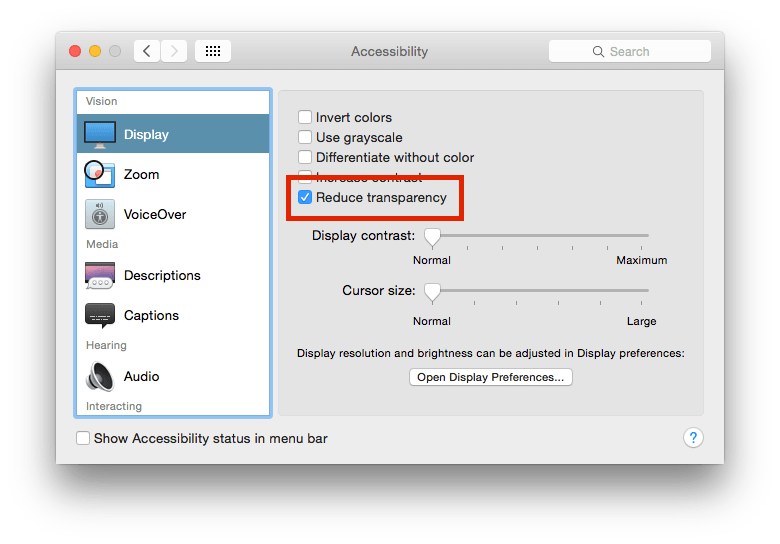 Accessibility
Search
Vision
Display
Zoom
VoiceOver
Media
Descriptions
Captions
Hearing
Audio
Interacting
Invert colors
Use grayscale
Differentiate without color
Increase contrast
Reduce transparency
Display contrast:
Normal Maximum
Cursor size:
Normal Large
Display resolution and brightness can be adjusted in Display preferences:
Open Display Preferences...
Show Accessibility status in menu bar
?